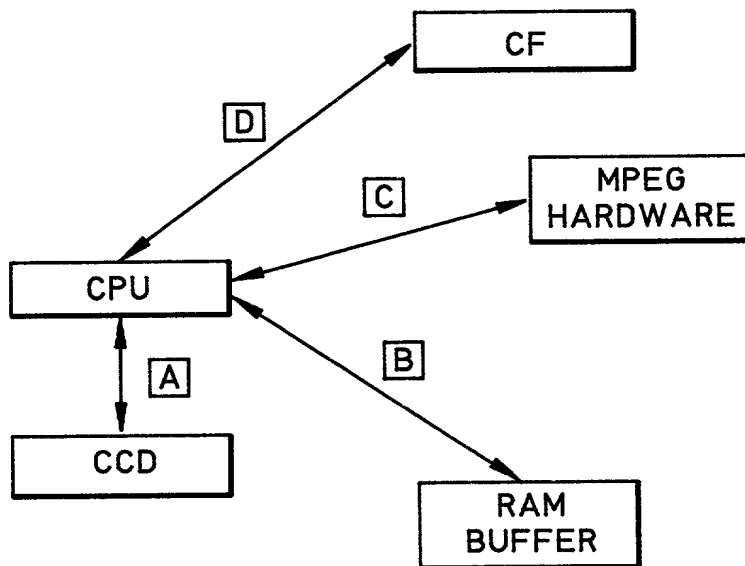 CF
D
MPEG
HARDWARE
C
CPU
A
B
CCD
RAM
BUFFER